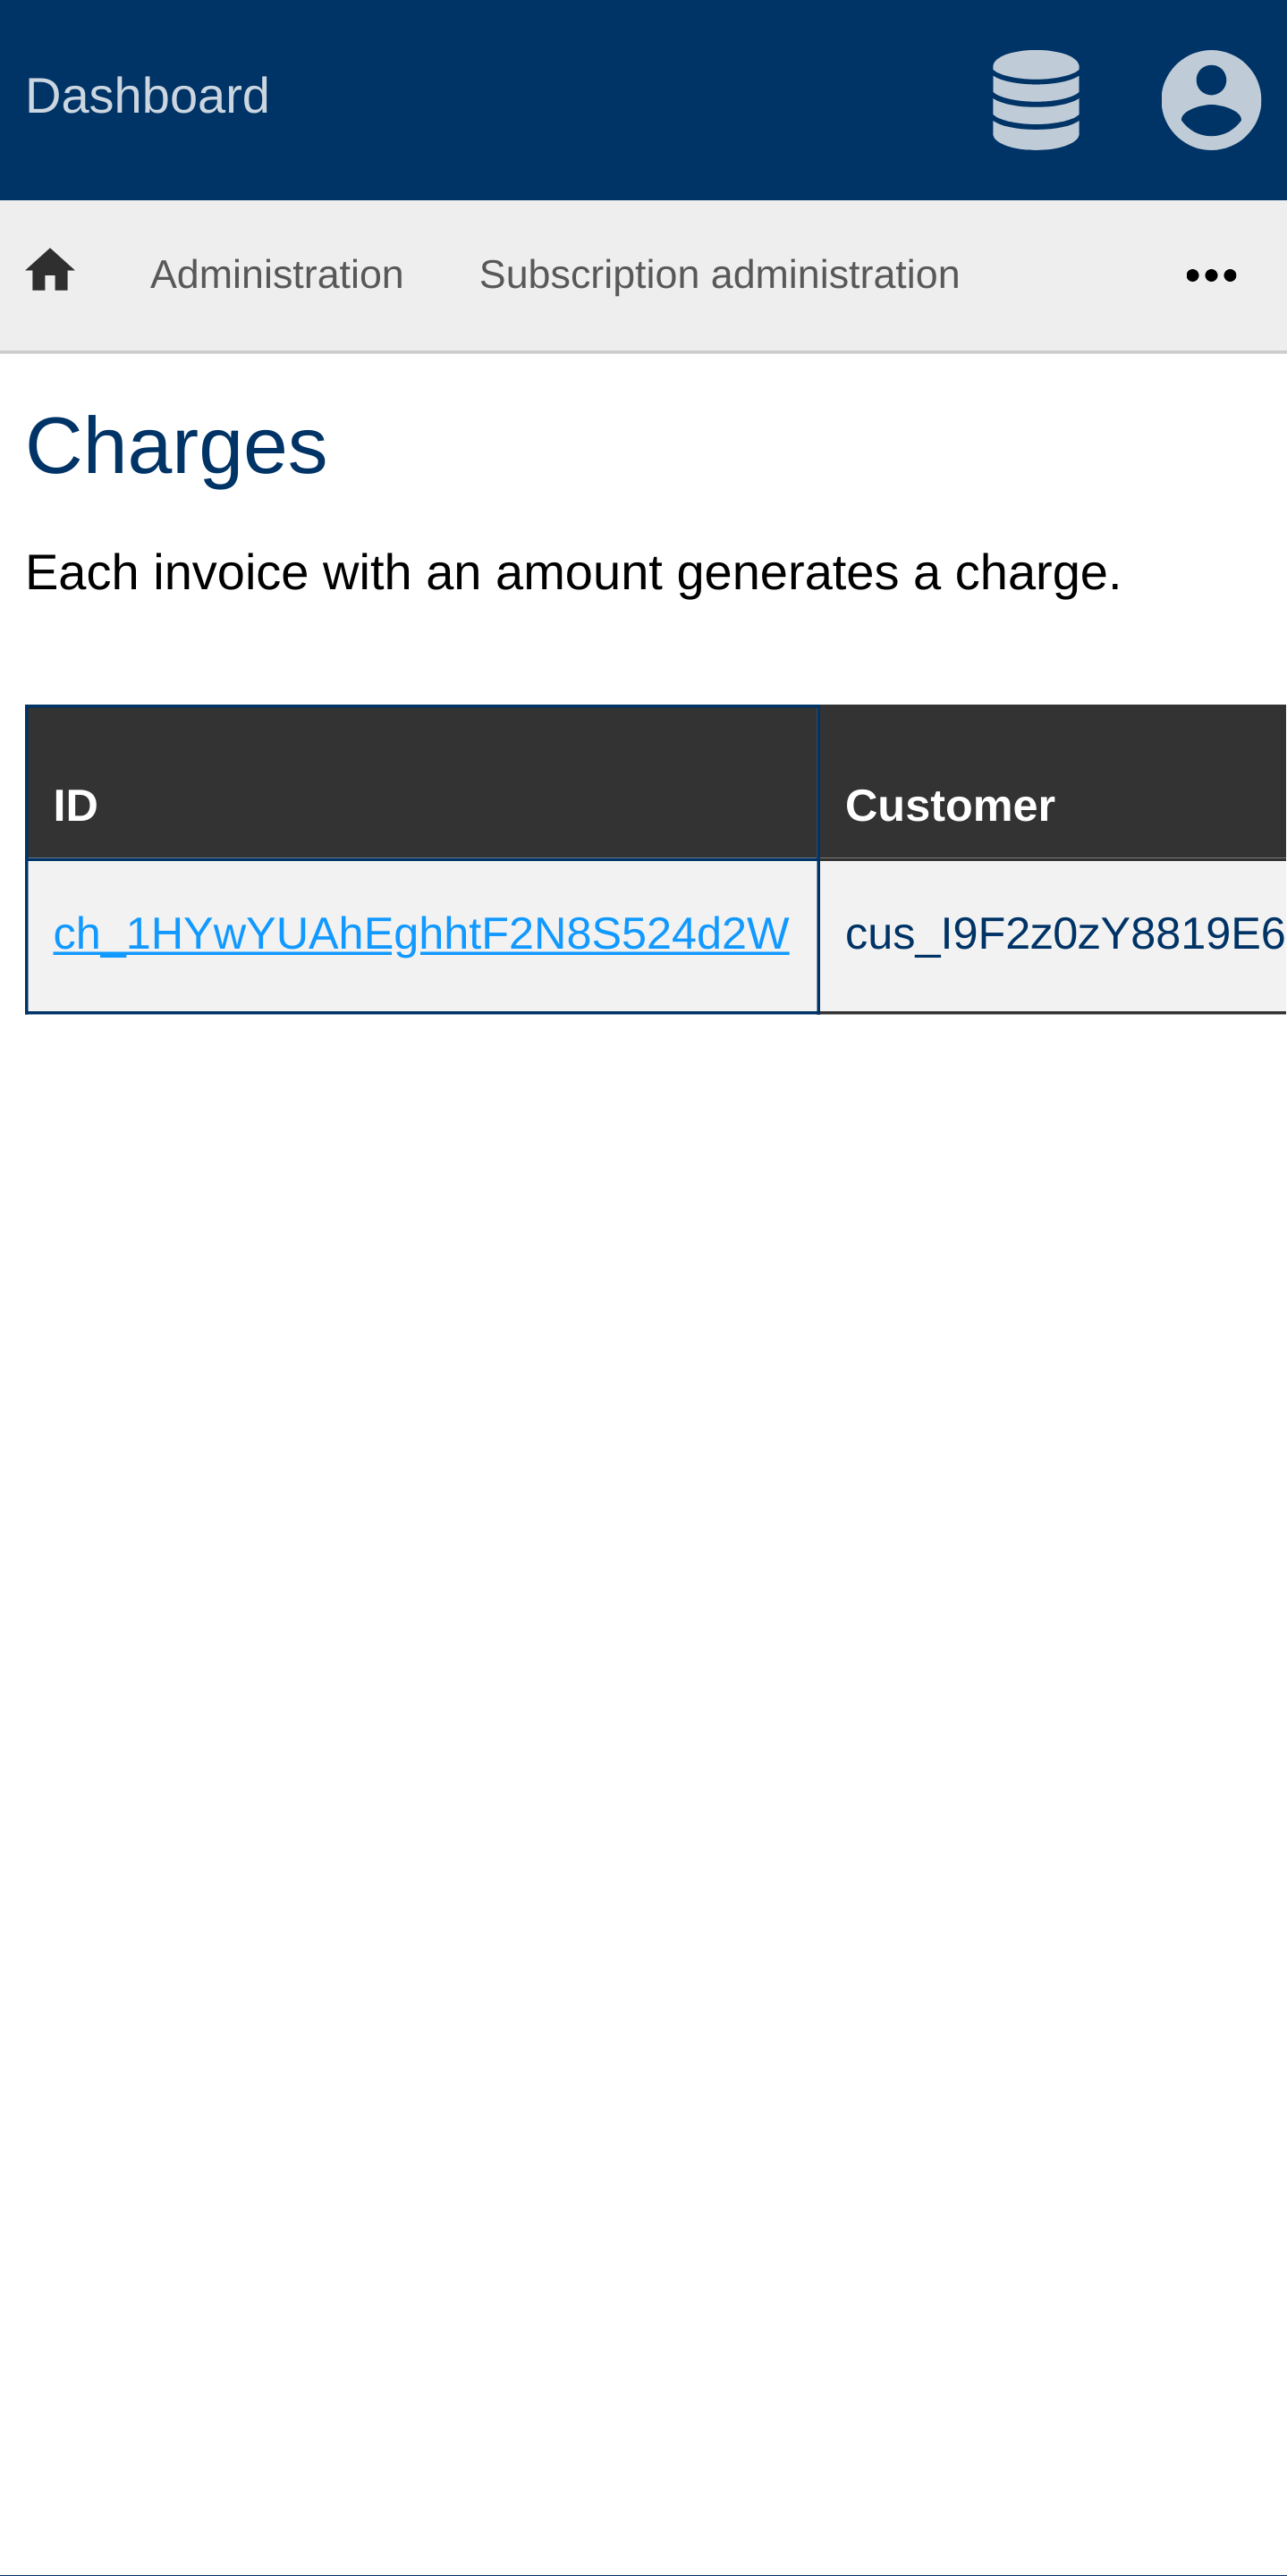 Dashboard
Administration Subscription administration
Charges
Each invoice with an amount generates a charge.
ID Customer
ch_1HYwYUAhEghhtF2N8S524d2W cus_I9F2z0zY8819E6